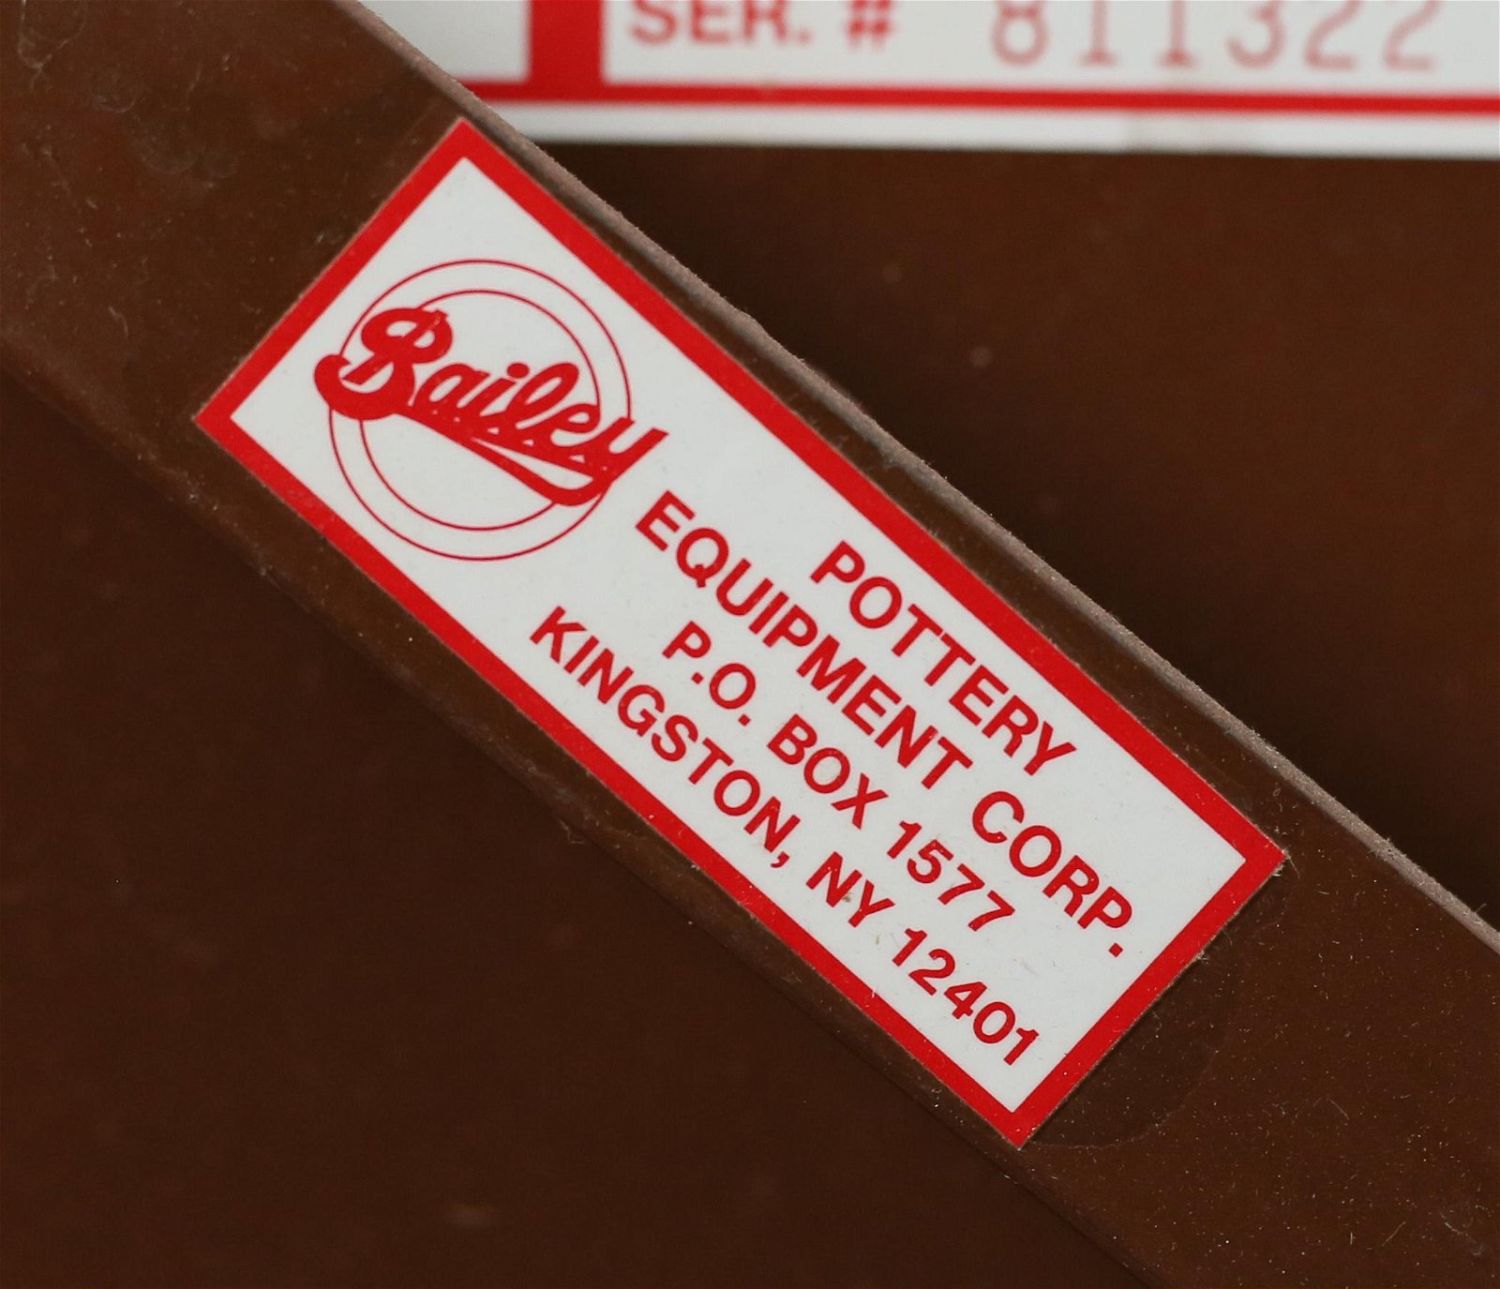 SER. # 811322
Bailey
POTTERY
EQUIPMENT CORP.
P.O. BOX 1577
KINGSTON, NY 12401